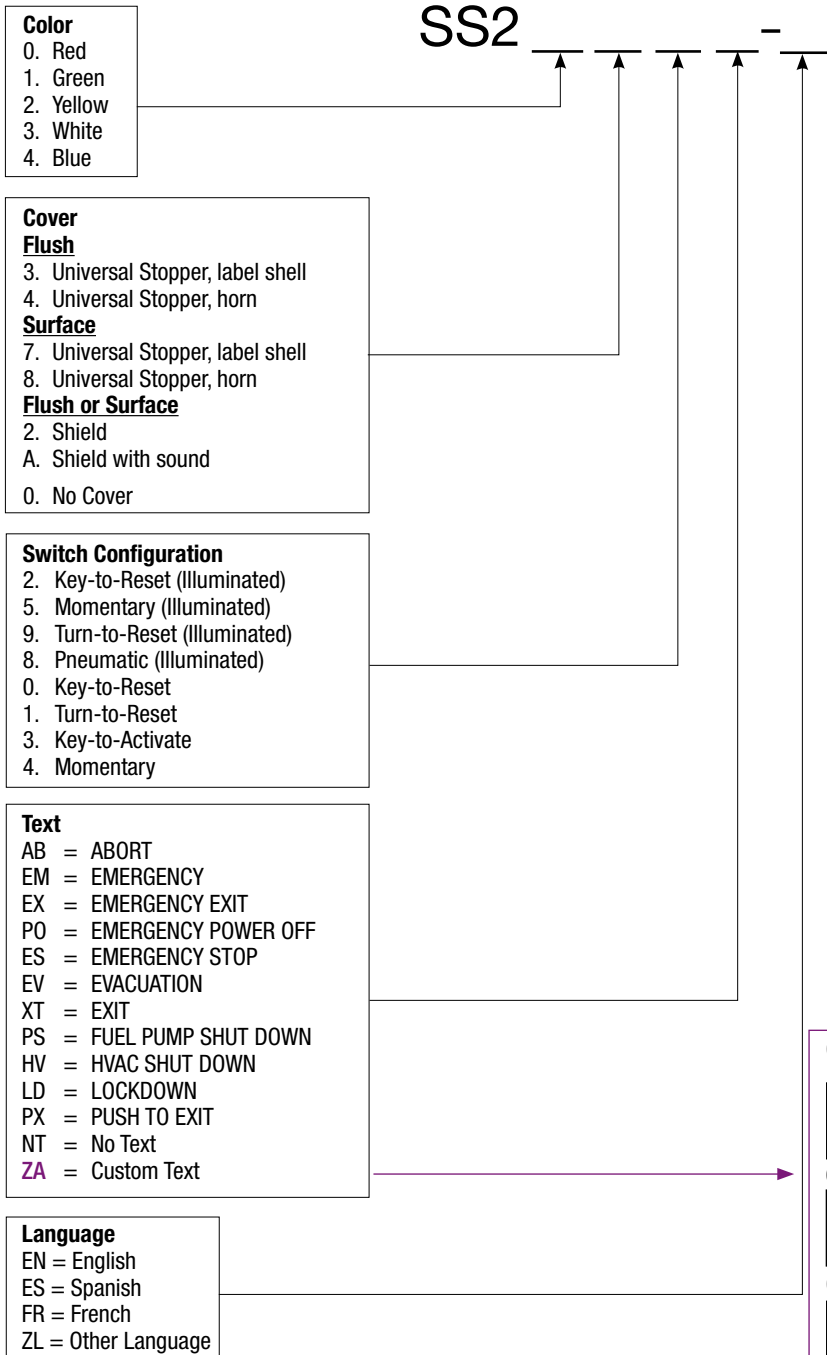 SS2 __ __ __ __ - __
Color
0. Red
1. Green
2. Yellow
3. White
4. Blue
Cover
Flush
3. Universal Stopper, label shell
4. Universal Stopper, horn
Surface
7. Universal Stopper, label shell
8. Universal Stopper, horn
Flush or Surface
2. Shield
A. Shield with sound
0. No Cover
Switch Configuration
2. Key-to-Reset (Illuminated)
5. Momentary (Illuminated)
9. Turn-to-Reset (Illuminated)
8. Pneumatic (Illuminated)
0. Key-to-Reset
1. Turn-to-Reset
3. Key-to-Activate
4. Momentary
Text
AB = ABORT
EM = EMERGENCY
EX = EMERGENCY EXIT
PO = EMERGENCY POWER OFF
ES = EMERGENCY STOP
EV = EVACUATION
XT = EXIT
PS = FUEL PUMP SHUT DOWN
HV = HVAC SHUT DOWN
LD = LOCKDOWN
PX = PUSH TO EXIT
NT = No Text
ZA = Custom Text
Language
EN = English
ES = Spanish
FR = French
ZL = Other Language